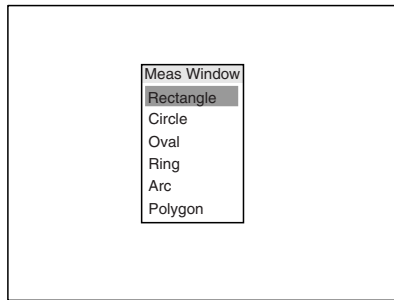 Meas Window
Rectangle
Circle
Oval
Ring
Arc
Polygon